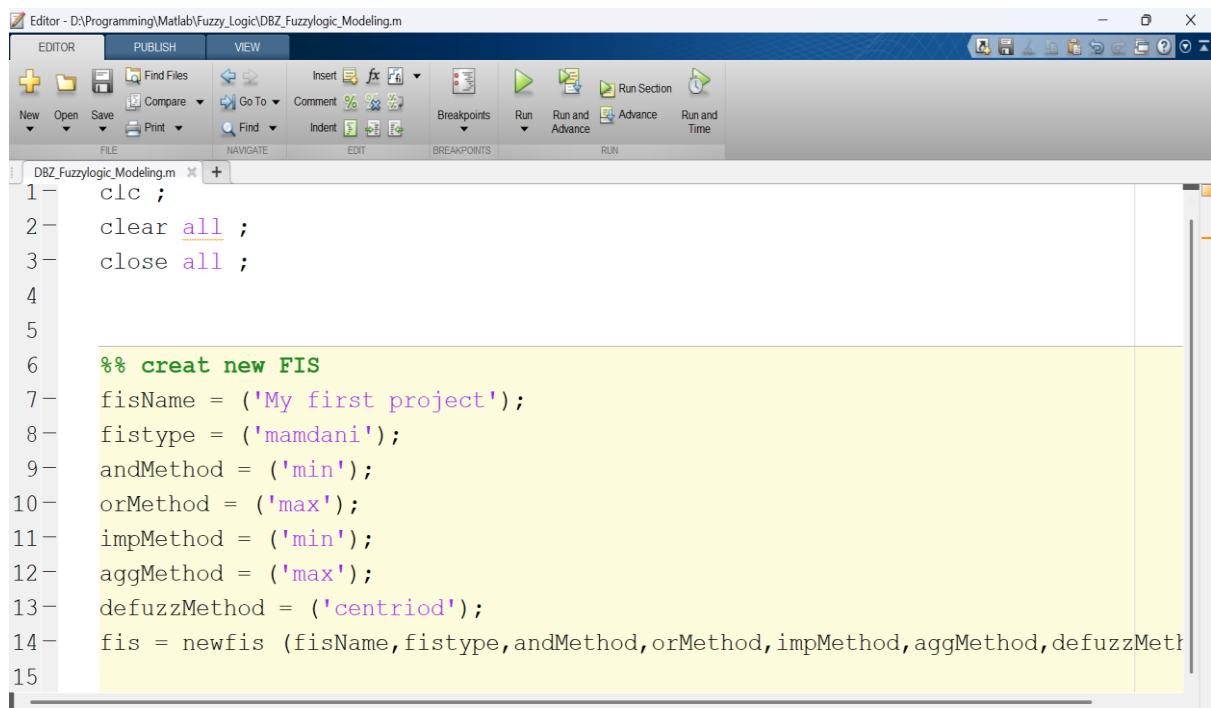 Editor - D:\Programming\Matlab\Fuzzy_Logic\DBZ_Fuzzylogic_Modeling.m
EDITOR PUBLISH VIEW
New
Open
Save
Find Files
Compare
Print
FILE
Go To
Find
NAVIGATE
Insert fx
Comment %
Indent
EDIT
Breakpoints
BREAKPOINTS
Run
Run and Advance
Run Section
Advance
Run and Time
RUN
DBZ_Fuzzylogic_Modeling.m
1 clc ;
2 clear all ;
3 close all ;
4
5
6 %% creat new FIS
7 fisName = ('My first project');
8 fistype = ('mamdani');
9 andMethod = ('min');
10 orMethod = ('max');
11 impMethod = ('min');
12 aggMethod = ('max');
13 defuzzMethod = ('centriod');
14 fis = newfis (fisName,fistype,andMethod,orMethod,impMethod,aggMethod,defuzzMeth
15